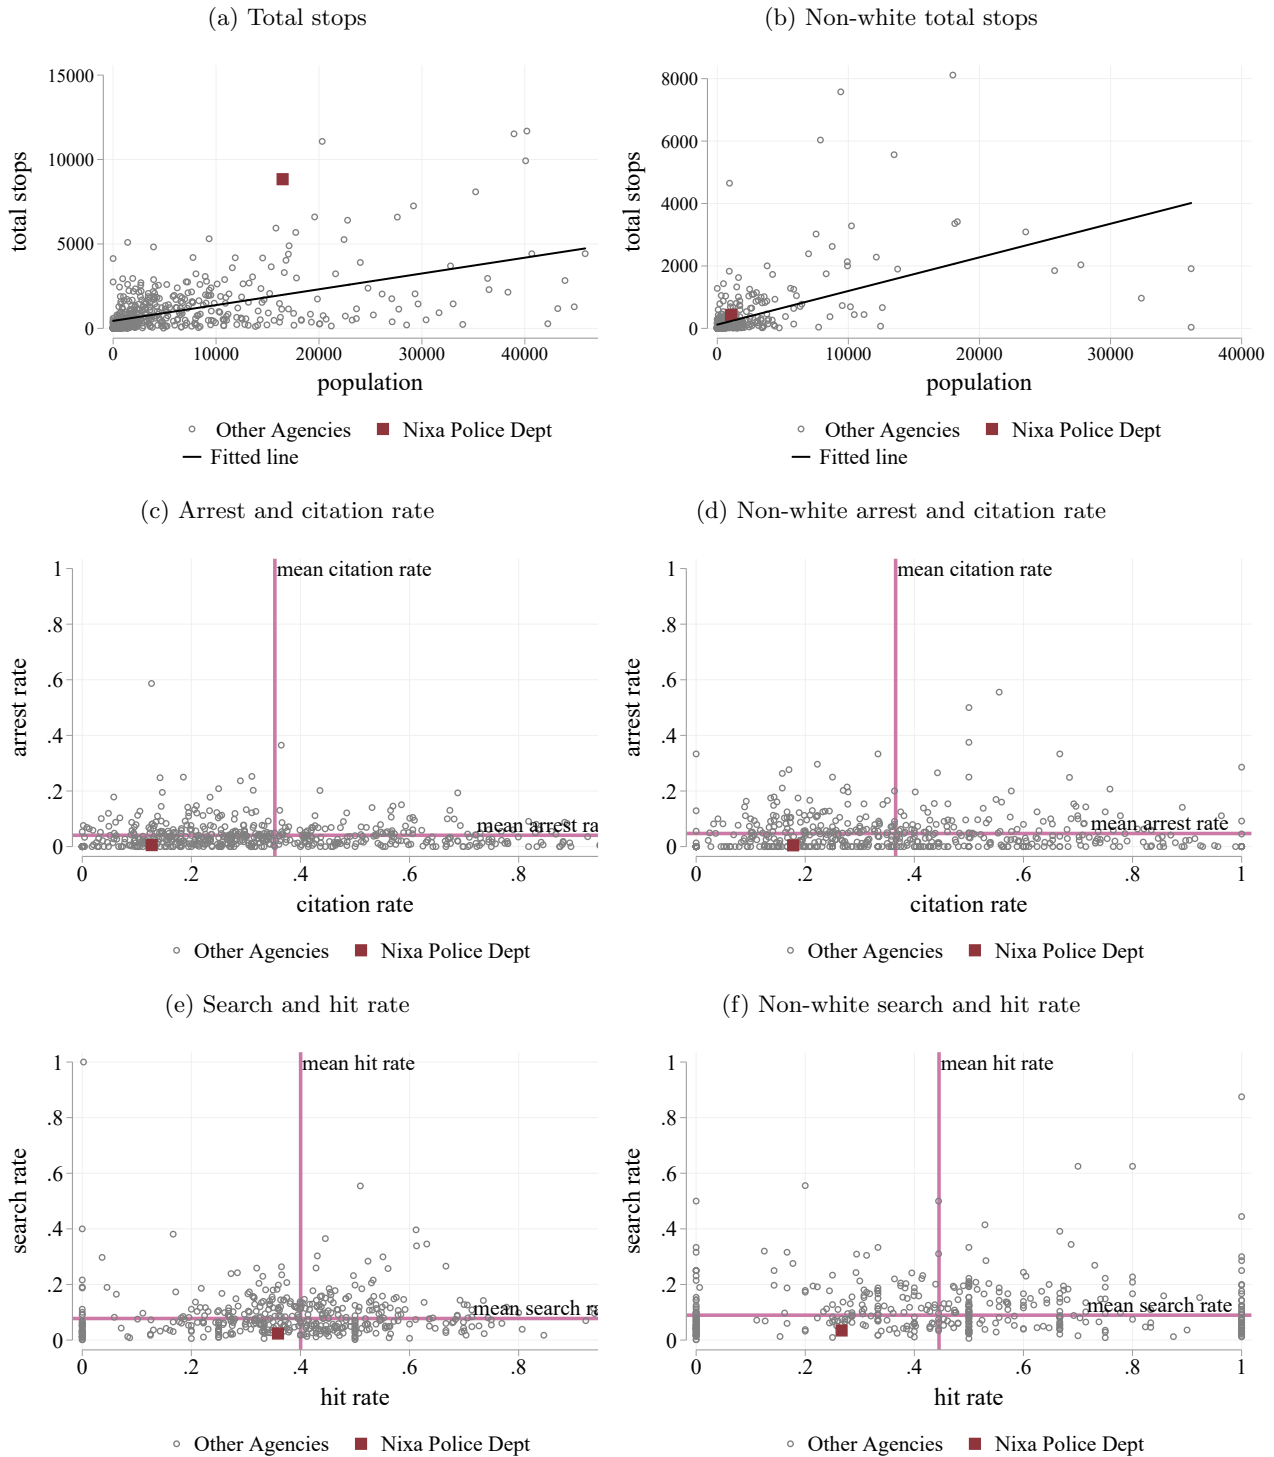 (a) Total stops
(b) Non-white total stops
15000
10000
5000
0
total stops
0 10000 20000 30000 40000
population
Other Agencies Nixa Police Dept
Fitted line
8000
6000
4000
2000
0
total stops
0 10000 20000 30000 40000
population
Other Agencies Nixa Police Dept
Fitted line
(c) Arrest and citation rate
(d) Non-white arrest and citation rate
mean citation rate
1
.8
.6
.4
.2
0
arrest rate
mean arrest ra
0 .2 .4 .6 .8
citation rate
Other Agencies Nixa Police Dept
mean citation rate
1
.8
.6
.4
.2
0
arrest rate
mean arrest rate
0 .2 .4 .6 .8 1
citation rate
Other Agencies Nixa Police Dept
(e) Search and hit rate
(f) Non-white search and hit rate
mean hit rate
1
.8
.6
.4
.2
0
search rate
mean search ra
0 .2 .4 .6 .8
hit rate
Other Agencies Nixa Police Dept
mean hit rate
1
.8
.6
.4
.2
0
search rate
mean search rate
0 .2 .4 .6 .8 1
hit rate
Other Agencies Nixa Police Dept